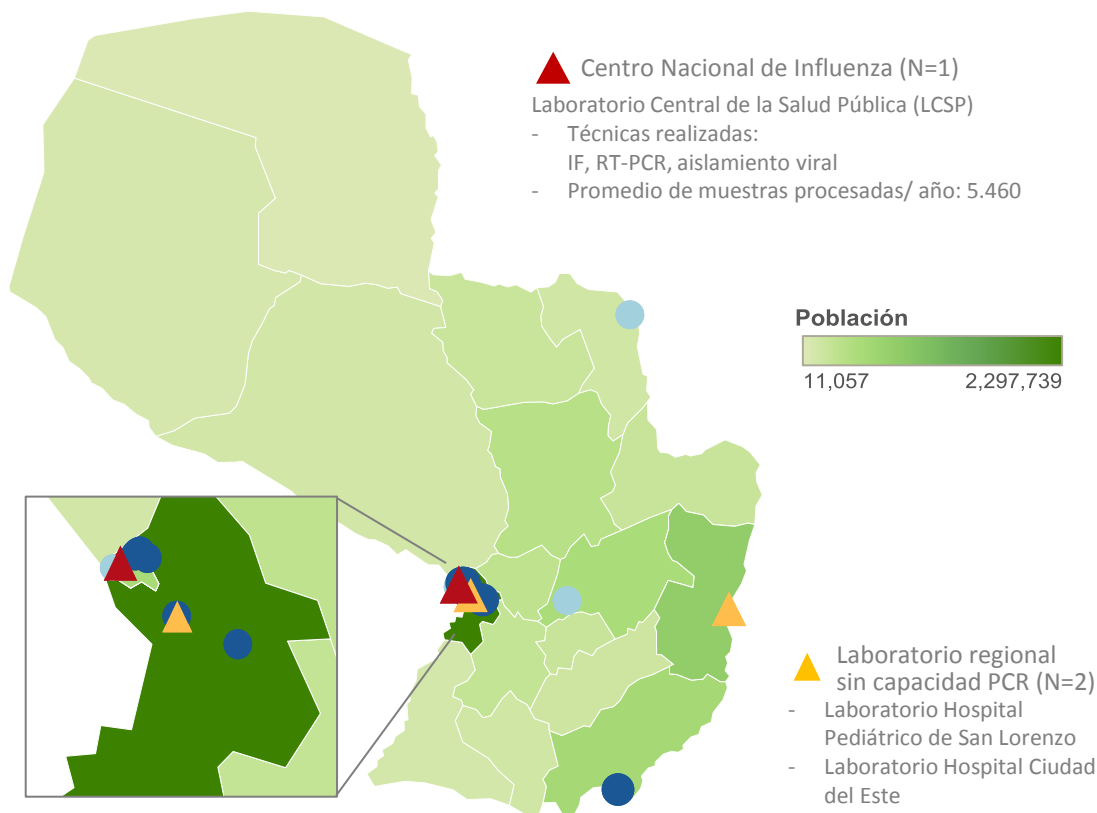 Centro Nacional de Influenza (N=1)
Laboratorio Central de la Salud Pública (LCSP)
- Técnicas realizadas:
IF, RT-PCR, aislamiento viral
- Promedio de muestras procesadas/ año: 5.460
Población
11,057 2,297,739
Laboratorio regional
sin capacidad PCR (N=2)
- Laboratorio Hospital
Pediátrico de San Lorenzo
- Laboratorio Hospital Ciudad
del Este